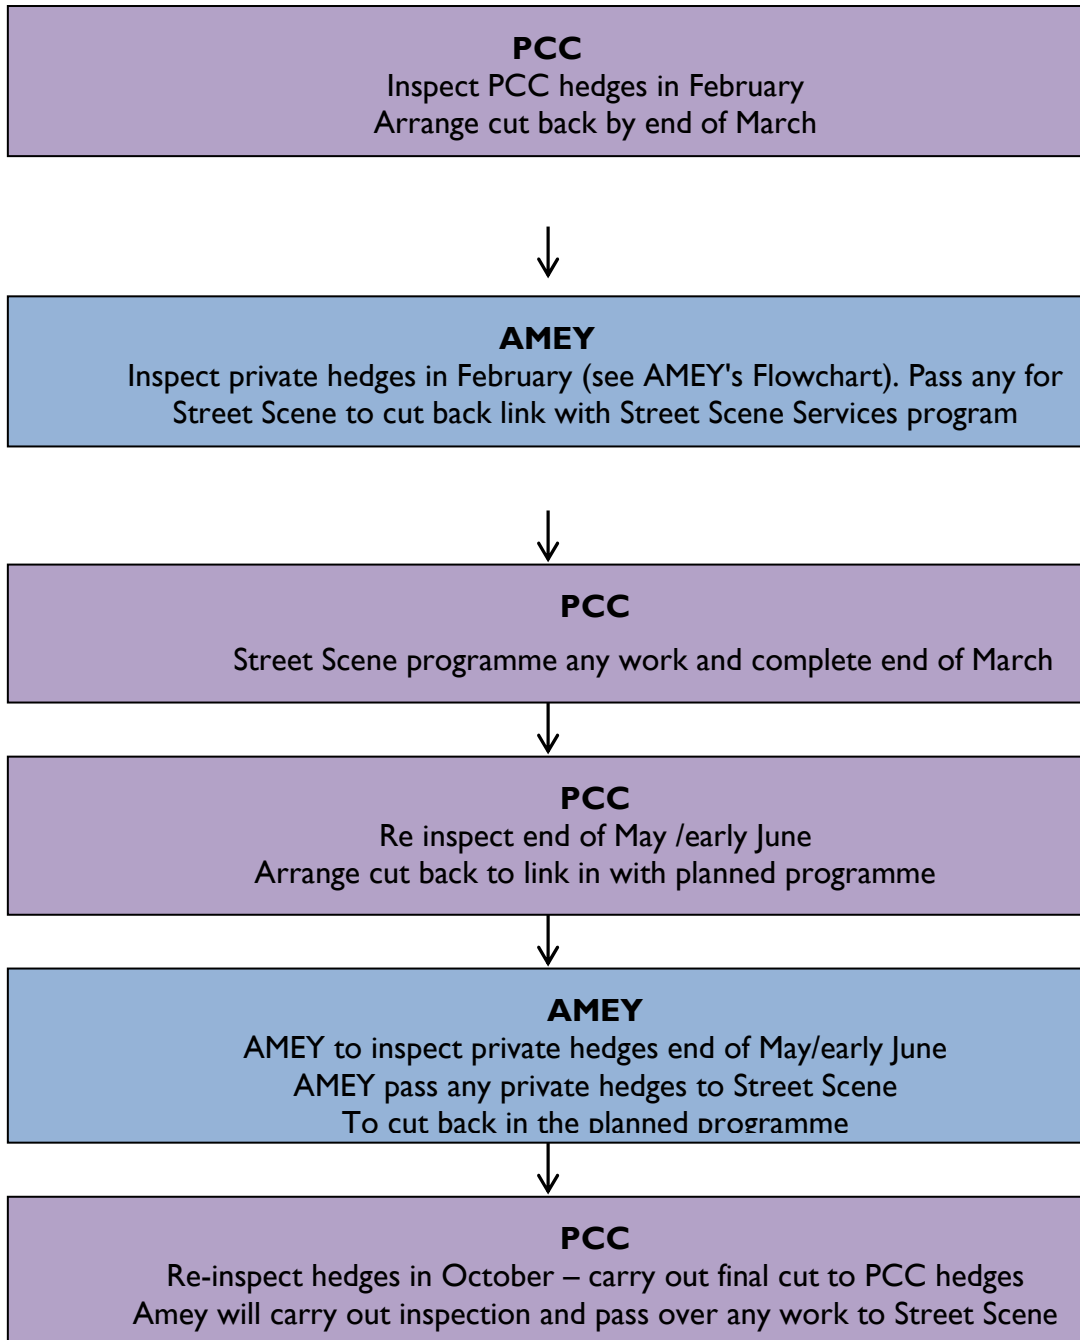 PCC
Inspect PCC hedges in February
Arrange cut back by end of March
AMEY
Inspect private hedges in February (see AMEY's Flowchart). Pass any for
Street Scene to cut back link with Street Scene Services program
PCC
Street Scene programme any work and complete end of March
PCC
Re inspect end of May /early June
Arrange cut back to link in with planned programme
AMEY
AMEY to inspect private hedges end of May/early June
AMEY pass any private hedges to Street Scene
To cut back in the planned programme
PCC
Re-inspect hedges in October – carry out final cut to PCC hedges
Amey will carry out inspection and pass over any work to Street Scene